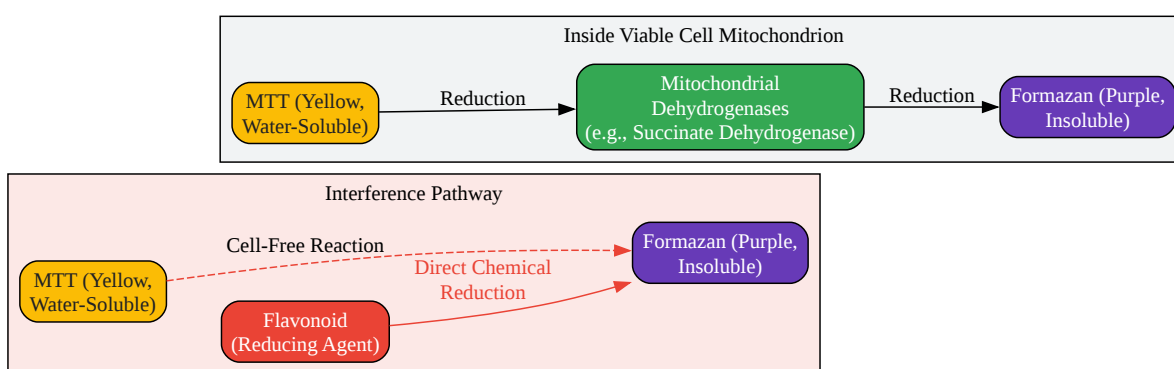 Inside Viable Cell Mitochondrion
MTT (Yellow,
Water-Soluble)
Reduction
Mitochondrial
Dehydrogenases
(e.g., Succinate Dehydrogenase)
Reduction
Formazan (Purple,
Insoluble)
Interference Pathway
MTT (Yellow,
Water-Soluble)
Cell-Free Reaction
Direct Chemical
Reduction
Flavonoid
(Reducing Agent)
Formazan (Purple,
Insoluble)